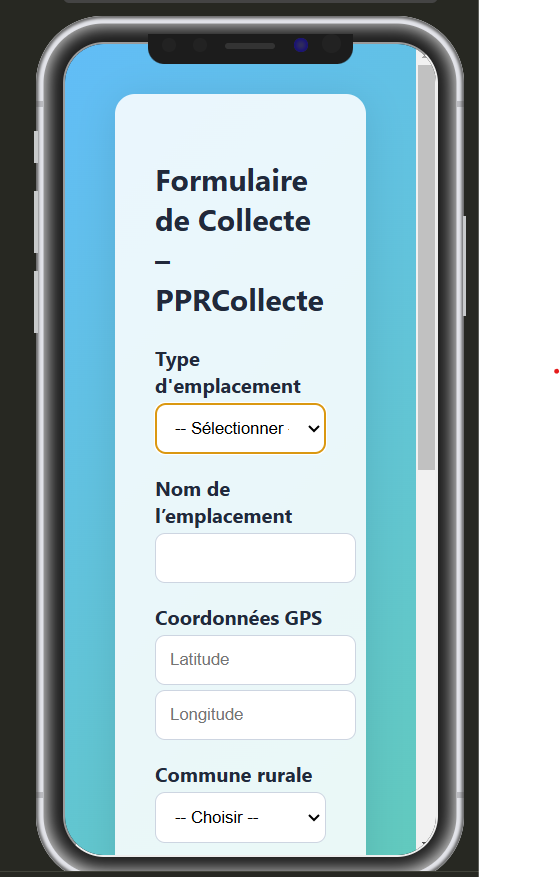 Formulaire
de Collecte
–
PPRCollecte
Type
d'emplacement
-- Sélectionner
Nom de
l’emplacement
Coordonnées GPS
Latitude
Longitude
Commune rurale
-- Choisir --